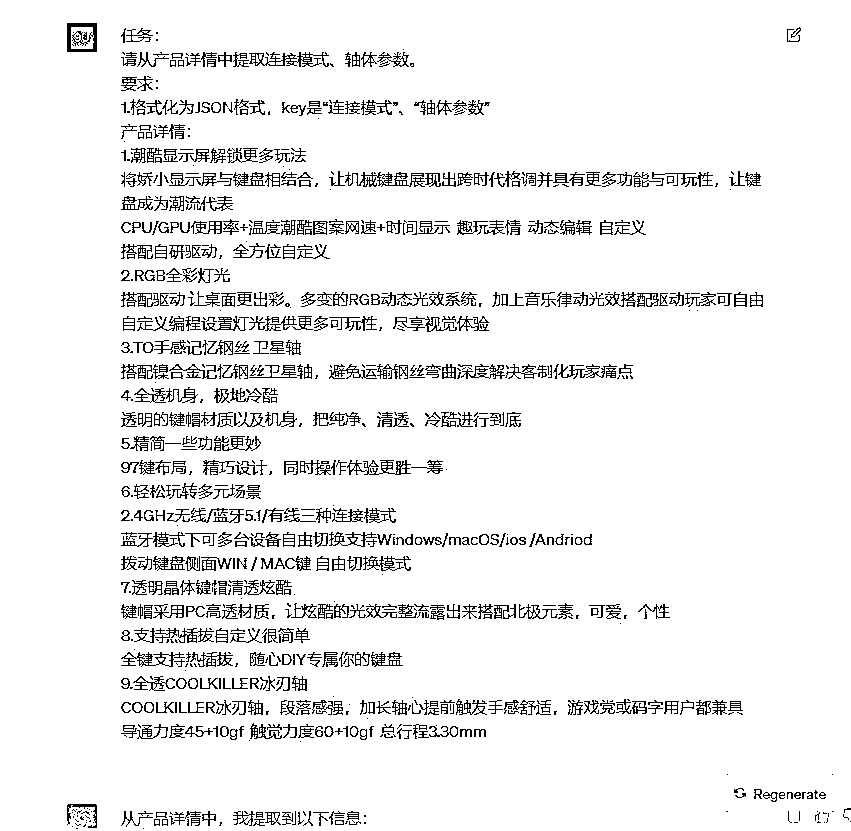 任务：
请从产品详情中提取连接模式、轴体参数。
要求：
1.格式化为JSON格式，key是“连接模式”、“轴体参数”
产品详情：
1.潮酷显示屏解锁更多玩法
将娇小显示屏与键盘相结合，让机械键盘展现出跨时代格调并具有更多功能与可玩性，让键
盘成为潮流代表
CPU/GPU使用率+温度潮酷图案网速+时间显示 趣玩表情 动态编辑 自定义
搭配自研驱动，全方位自定义
2.RGB全彩灯光
搭配驱动 让桌面更出彩。多变的RGB动态光效系统，加上音乐律动光效搭配驱动玩家可自由
自定义编程设置灯光提供更多可玩性，尽享视觉体验
3.TO手感记忆钢丝 卫星轴
搭配镍合金记忆钢丝卫星轴，避免运输钢丝弯曲深度解决客制化玩家痛点
4.全透机身，极地冷酷
透明的键帽材质以及机身，把纯净、清透、冷酷进行到底
5.精简一些功能更妙
97键布局，精巧设计，同时操作体验更胜一筹
6.轻松玩转多元场景
2.4GHz无线/蓝牙5.1/有线三种连接模式
蓝牙模式下可多台设备自由切换支持Windows/macOS/ios /Andriod
拨动键盘侧面WIN / MAC键 自由切换模式
7.透明晶体键帽清透炫酷
键帽采用PC高透材质，让炫酷的光效完整流露出来搭配北极元素，可爱，个性
8.支持热插拔自定义很简单
全键支持热插拔，随心DIY专属你的键盘
9.全透COOLKILLER冰刃轴
COOLKILLER冰刃轴，段落感强，加长轴心提前触发手感舒适，游戏党或码字用户都兼具
导通力度45+10gf 触觉力度60+10gf 总行程3.30mm
Regenerate
从产品详情中，我提取到以下信息：